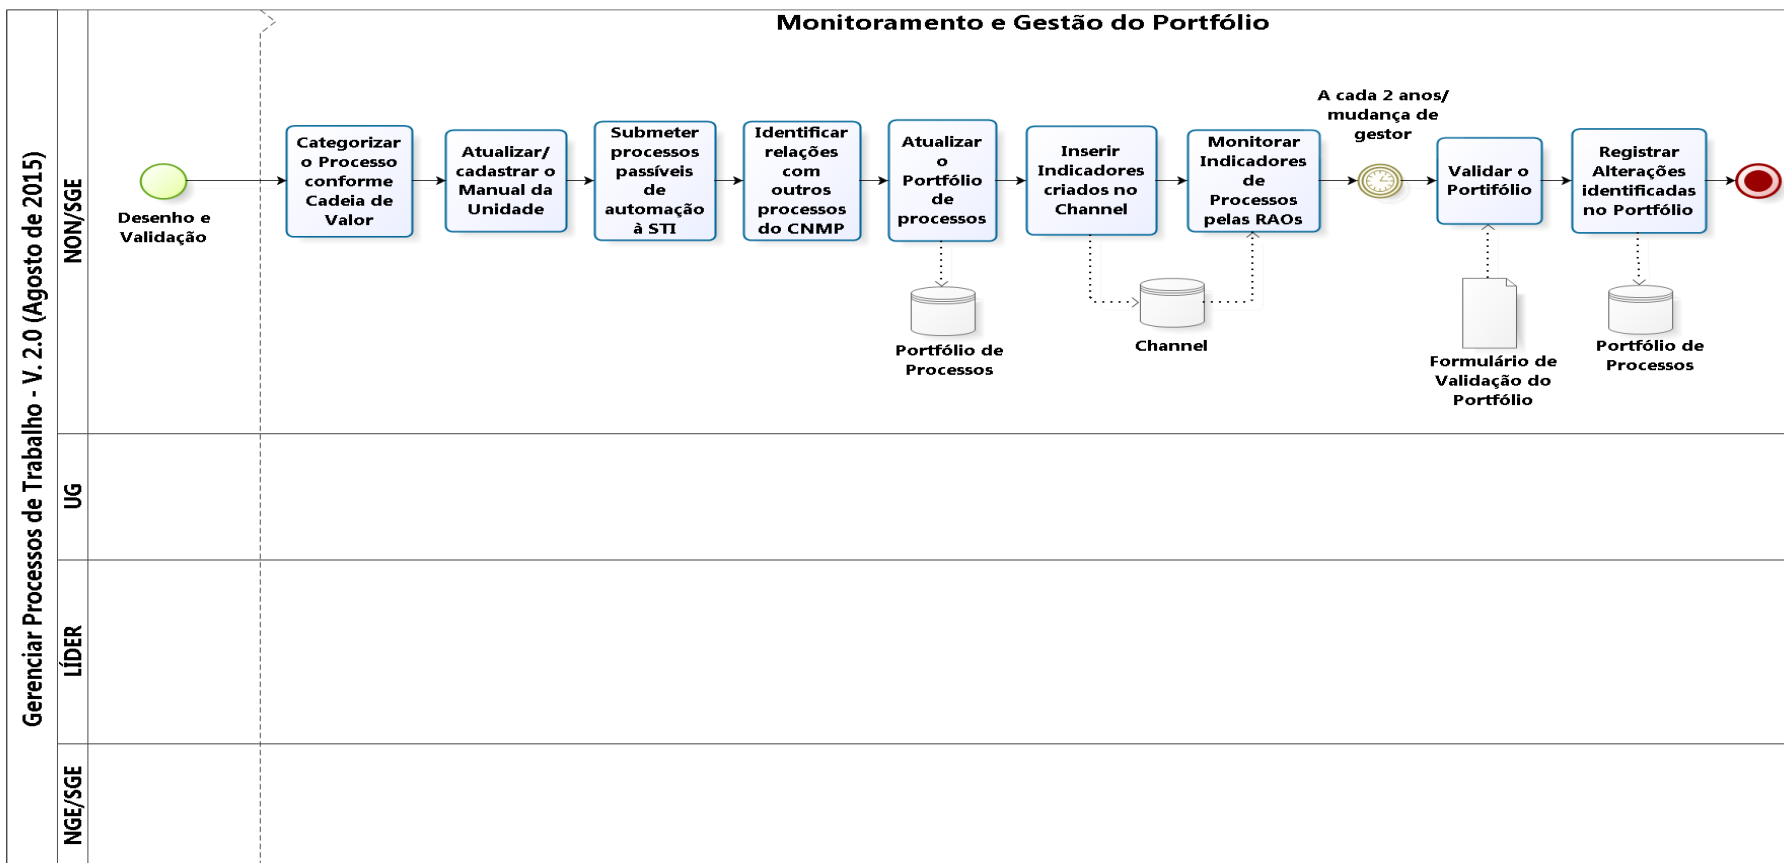 Monitoramento e Gestão do Portfólio
Gerenciar Processos de Trabalho - V. 2.0 (Agosto de 2015)
NON/SGE
Desenho e
Validação
Categorizar
o Processo
conforme
Cadeia de
Valor
Atualizar/
cadastrar o
Manual da
Unidade
Submeter
processos
passíveis
de
automação
à STI
Identificar
relações
com
outros
processos
do CNMP
Atualizar
o
Portfólio
de
processos
Portfólio de
Processos
Inserir
Indicadores
criados no
Channel
Channel
Monitorar
Indicadores
de
Processos
pelas RAOs
A cada 2 anos/
mudança de
gestor
Validar o
Portifólio
Formulário de
Validação do
Portfólio
Registrar
Alterações
identificadas
no Portfólio
Portfólio de
Processos
UG
LÍDER
NGE/SGE